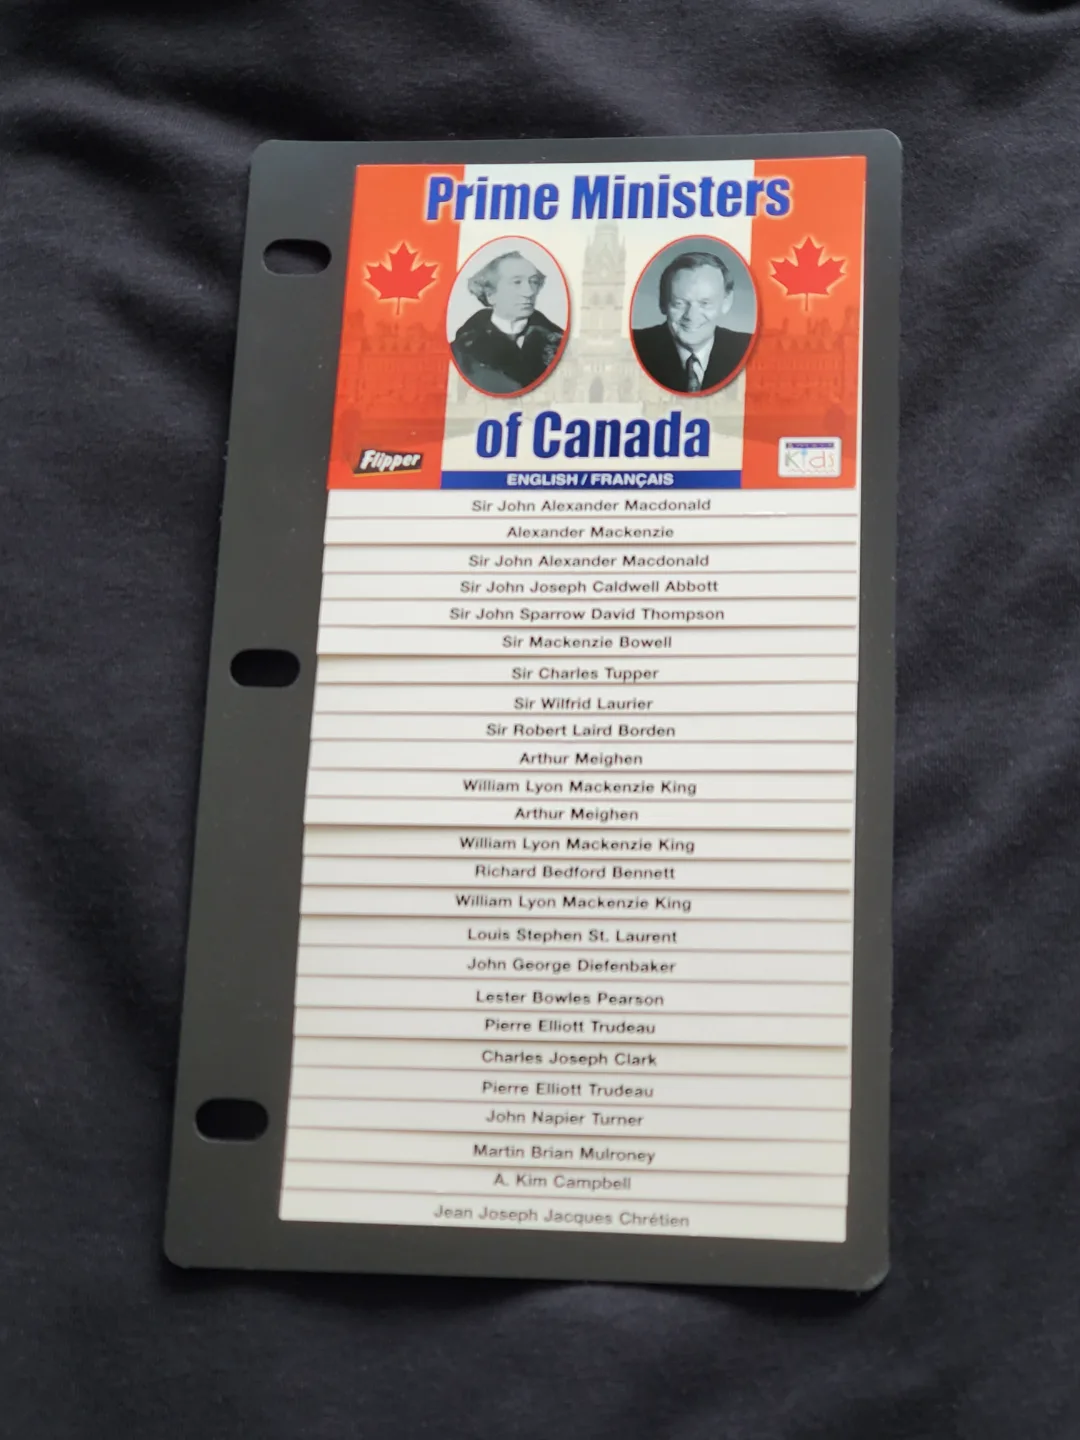 Prime Ministers
of Canada
Flipper
Kids
ENGLISH / FRANÇAIS
Sir John Alexander Macdonald
Alexander Mackenzie
Sir John Alexander Macdonald
Sir John Joseph Caldwell Abbott
Sir John Sparrow David Thompson
Sir Mackenzie Bowell
Sir Charles Tupper
Sir Wilfrid Laurier
Sir Robert Laird Borden
Arthur Meighen
William Lyon Mackenzie King
Arthur Meighen
William Lyon Mackenzie King
Richard Bedford Bennett
William Lyon Mackenzie King
Louis Stephen St. Laurent
John George Diefenbaker
Lester Bowles Pearson
Pierre Elliott Trudeau
Charles Joseph Clark
Pierre Elliott Trudeau
John Napier Turner
Martin Brian Mulroney
A. Kim Campbell
Jean Joseph Jacques Chrétien